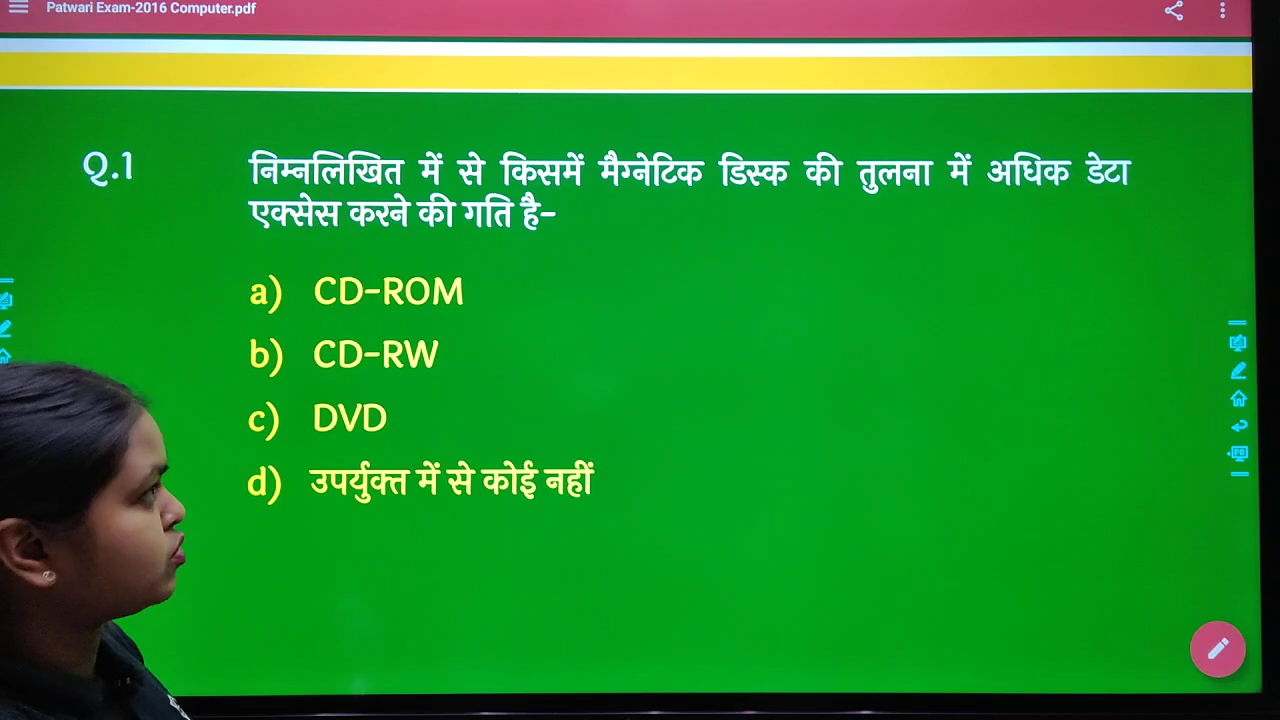 Patwari Exam-2016 Computer.pdf
Q.1 निम्नलिखित में से किसमें मैग्नेटिक डिस्क की तुलना में अधिक डेटा
एक्सेस करने की गति है-
a) CD-ROM
b) CD-RW
c) DVD
d) उपर्युक्त में से कोई नहीं